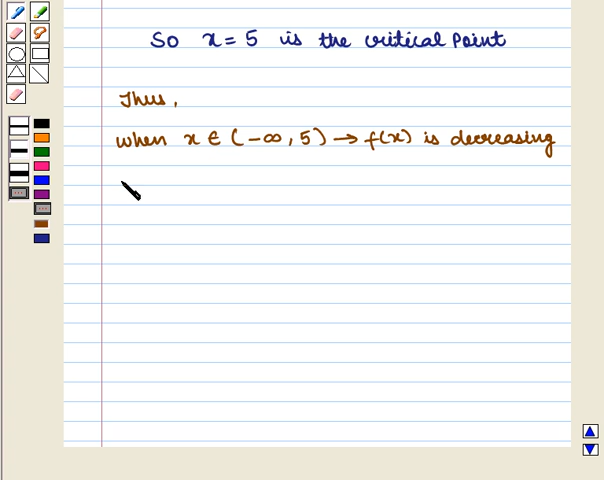 So x = 5 is the critical Point
Thus,
when x ∈ (-∞, 5) → f(x) is decreasing